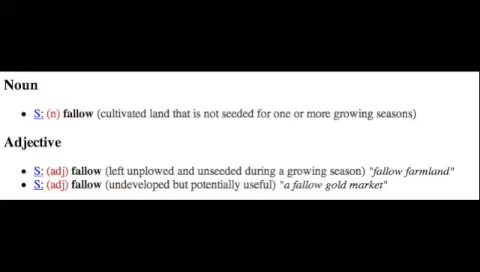 Noun
• S: (n) fallow (cultivated land that is not seeded for one or more growing seasons)
Adjective
• S: (adj) fallow (left unplowed and unseeded during a growing season) "fallow farmland"
• S: (adj) fallow (undeveloped but potentially useful) "a fallow gold market"